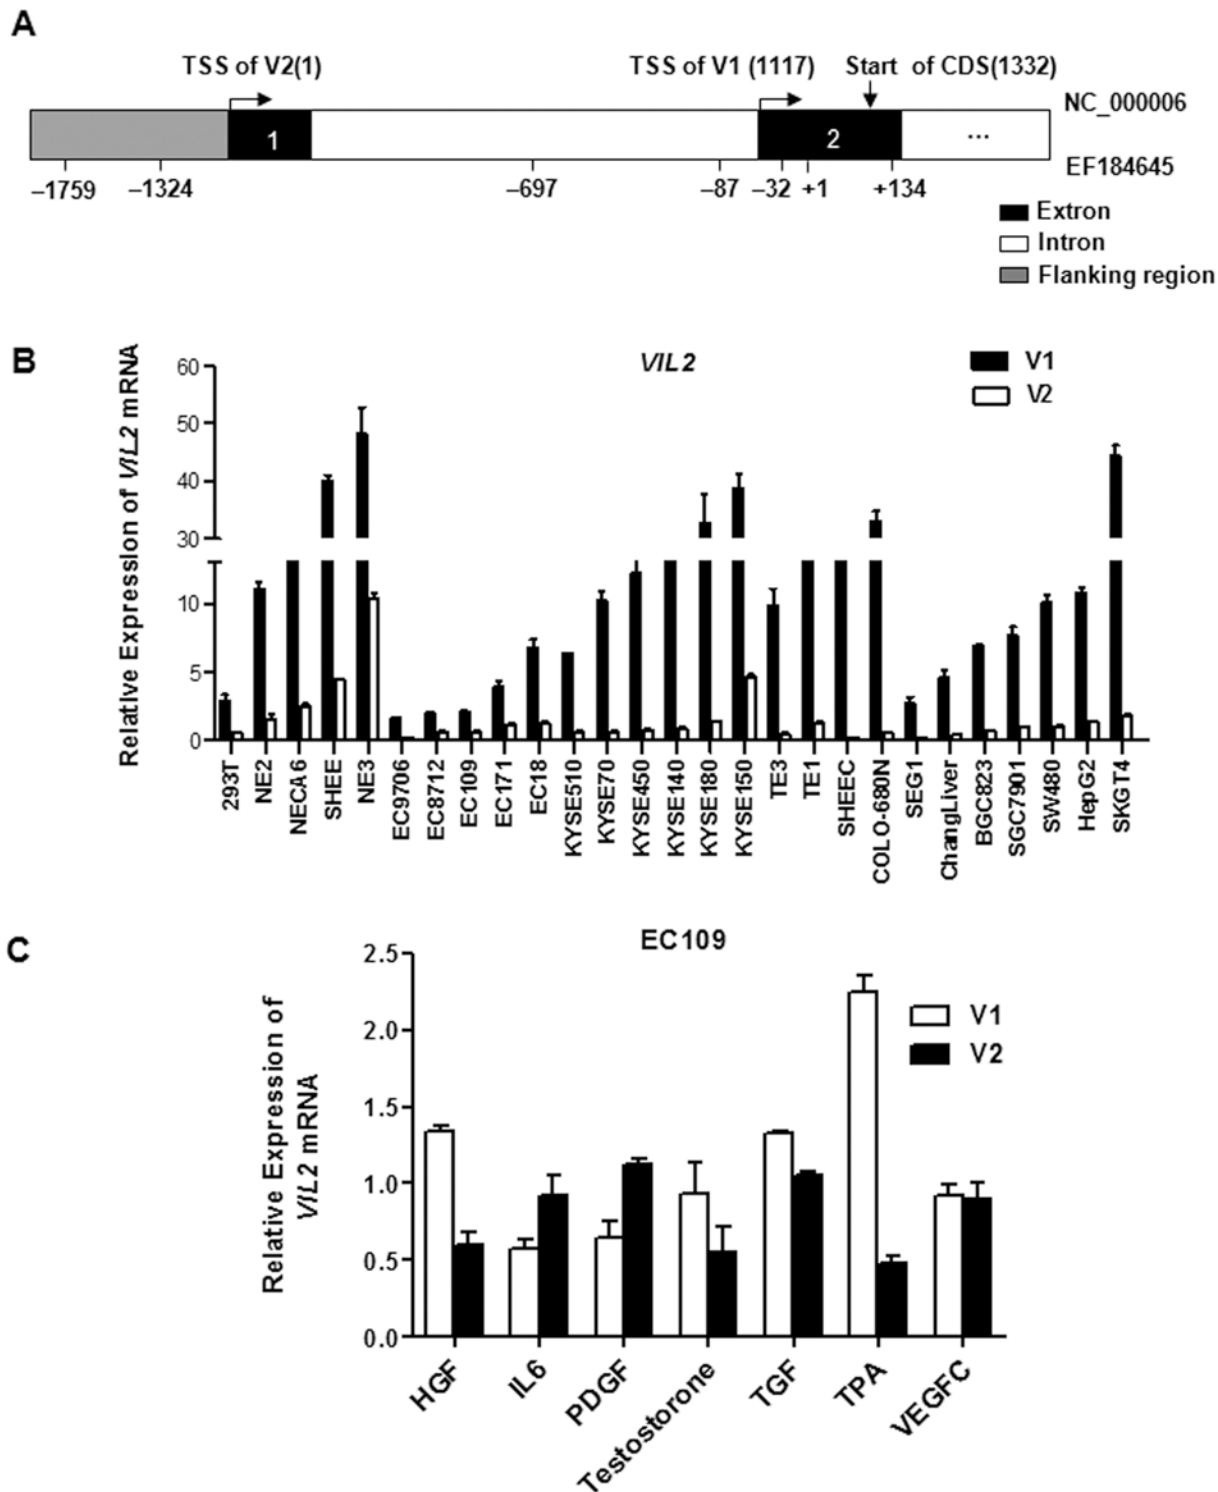 A
TSS of V2(1)
TSS of V1 (1117)
Start of CDS(1332)
NC_000006
1
2
...
EF184645
–1759
–1324
–697
–87
–32
+1
+134
Extron
Intron
Flanking region
B
VIL2
V1
V2
Relative Expression of VIL2 mRNA
60
50
40
30
10
5
0
293T
NE2
NECA6
SHEE
NE3
EC9706
EC8712
EC109
EC171
EC18
KYSE510
KYSE70
KYSE450
KYSE140
KYSE180
KYSE150
TE3
TE1
SHEEC
COLO-680N
SEG1
ChangLiver
BGC823
SGC7901
SW480
HepG2
SKGT4
C
EC109
V1
V2
Relative Expression of
VIL2 mRNA
2.5
2.0
1.5
1.0
0.5
0.0
HGF
IL6
PDGF
Testostorone
TGF
TPA
VEGFC